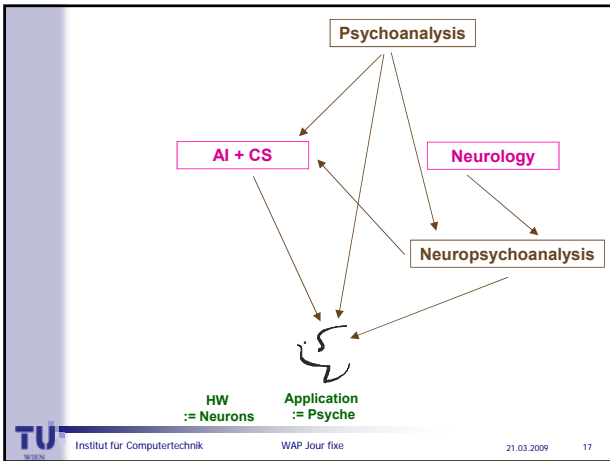 Psychoanalysis
AI + CS
Neurology
Neuropsychoanalysis
HW
:= Neurons
Application
:= Psyche
TU
WIEN
Institut für Computertechnik
WAP Jour fixe
21.03.2009
17